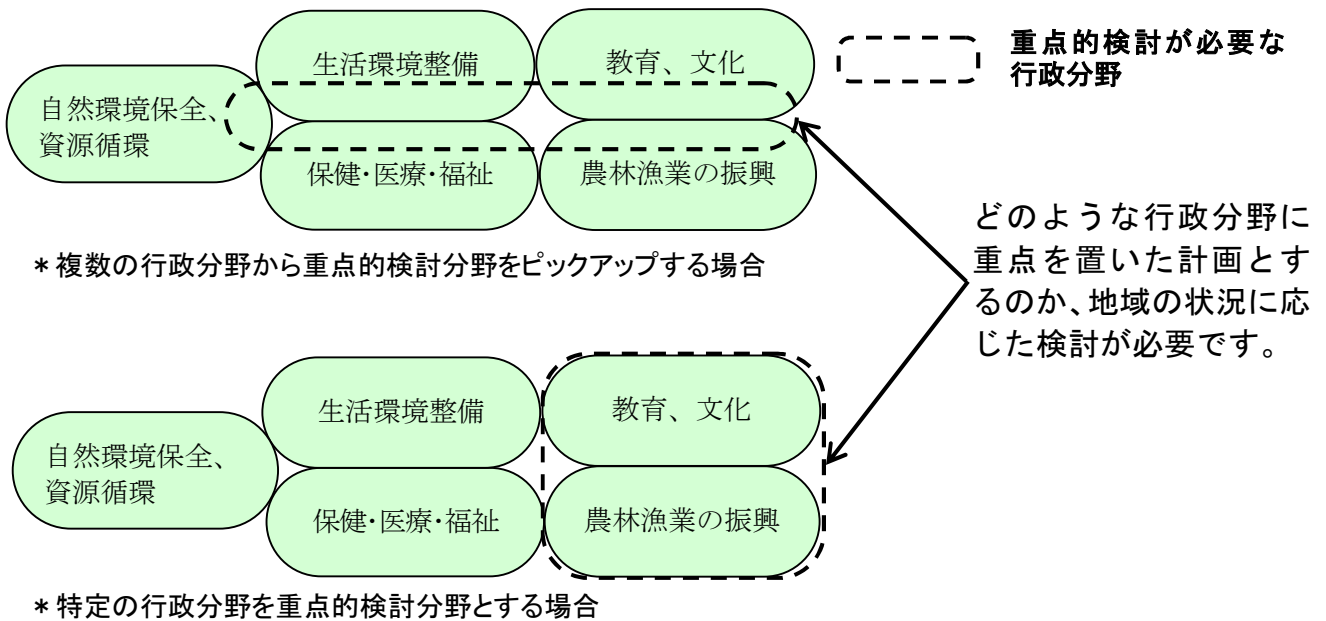 生活環境整備
教育、文化
重点的検討が必要な
行政分野
自然環境保全、
資源循環
保健・医療・福祉
農林漁業の振興
＊複数の行政分野から重点的検討分野をピックアップする場合
どのような行政分野に
重点を置いた計画とす
るのか、地域の状況に応
じた検討が必要です。
生活環境整備
教育、文化
自然環境保全、
資源循環
保健・医療・福祉
農林漁業の振興
＊特定の行政分野を重点的検討分野とする場合